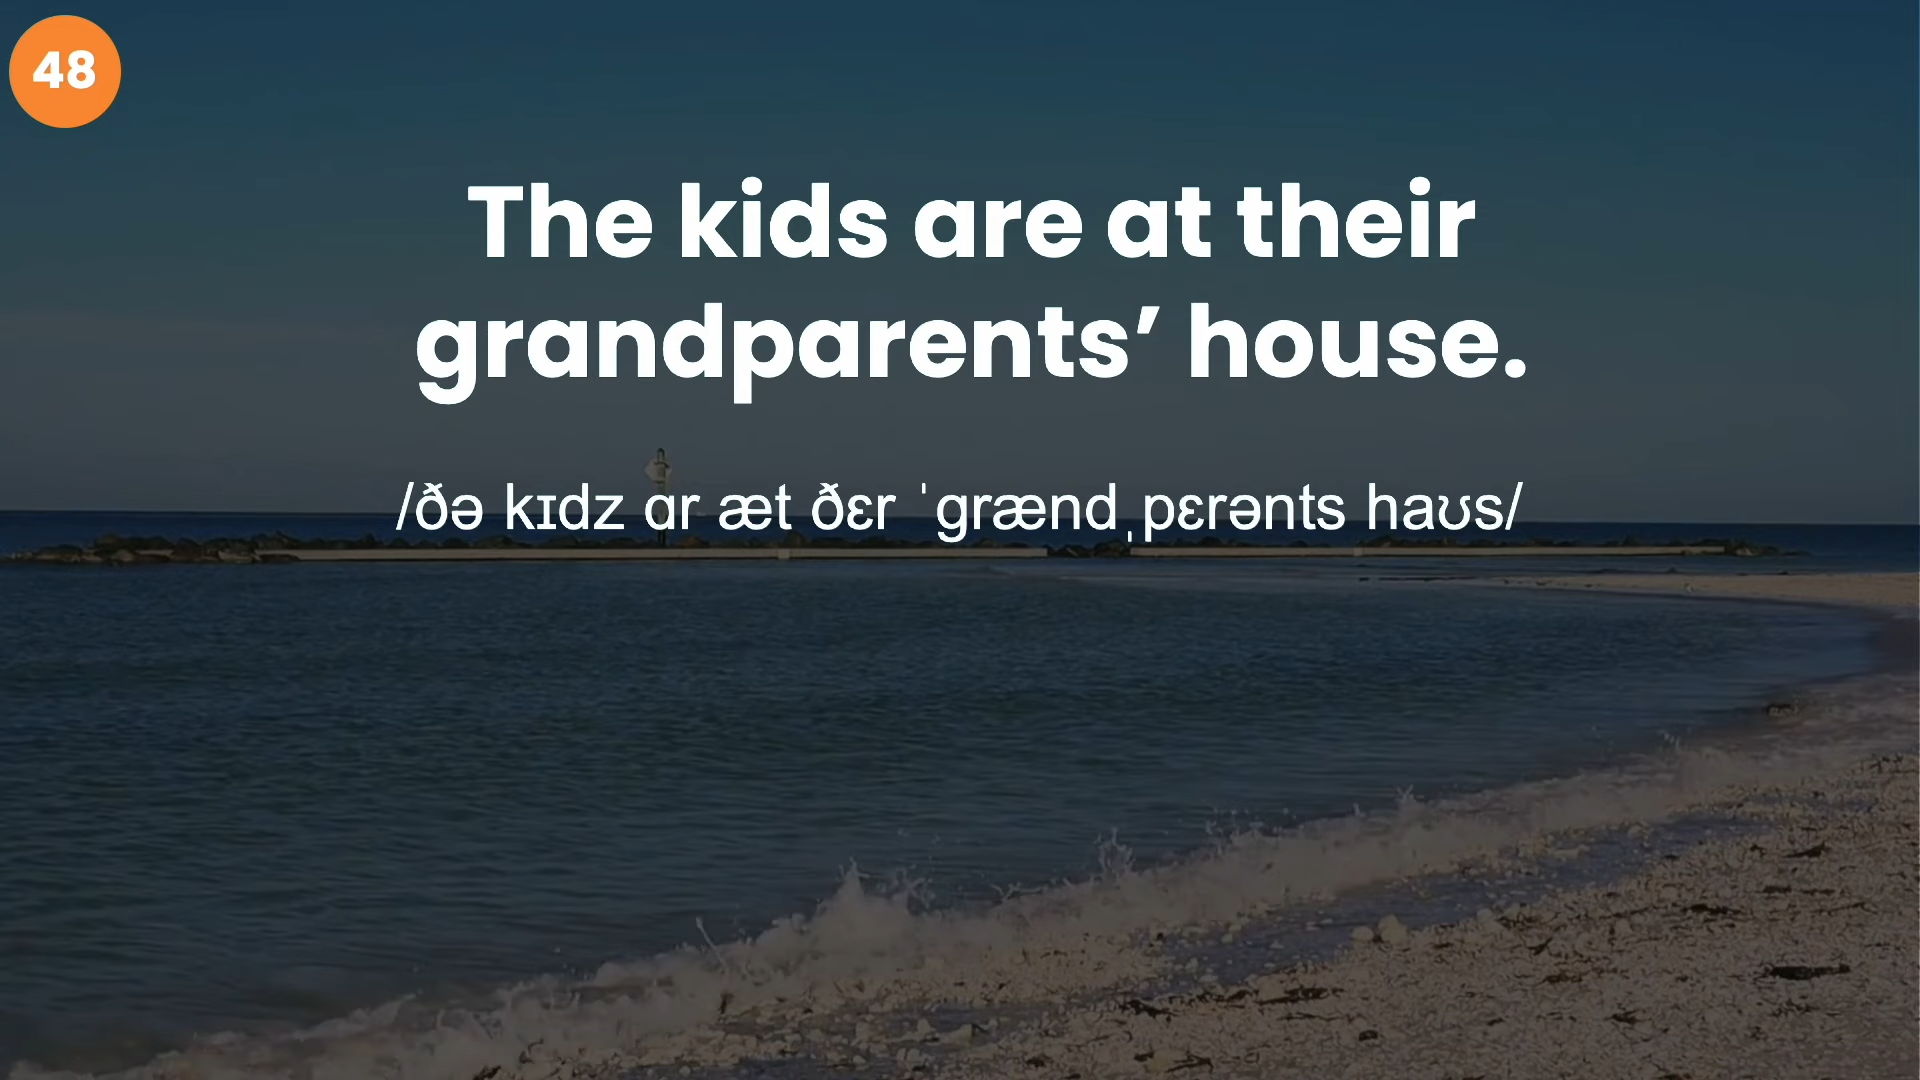 48
The kids are at their
grandparents’ house.
/ðə kɪdz ɑr æt ðɛr ˈɡrændˌpɛrənts haʊs/